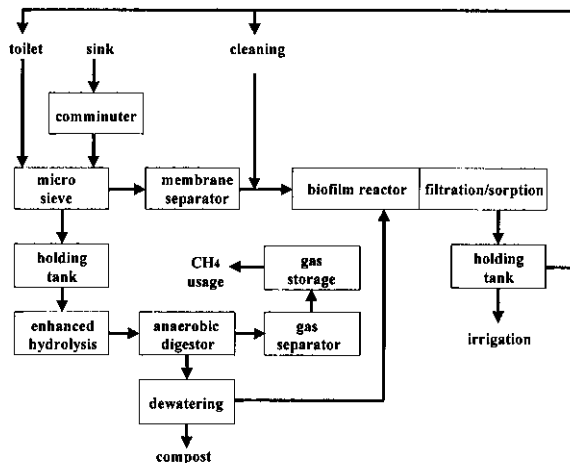 toilet
sink
cleaning
comminuter
micro
sieve
membrane
separator
biofilm reactor
filtration/sorption
holding
tank
CH4
usage
gas
storage
holding
tank
enhanced
hydrolysis
anaerobic
digestor
gas
separator
irrigation
dewatering
compost